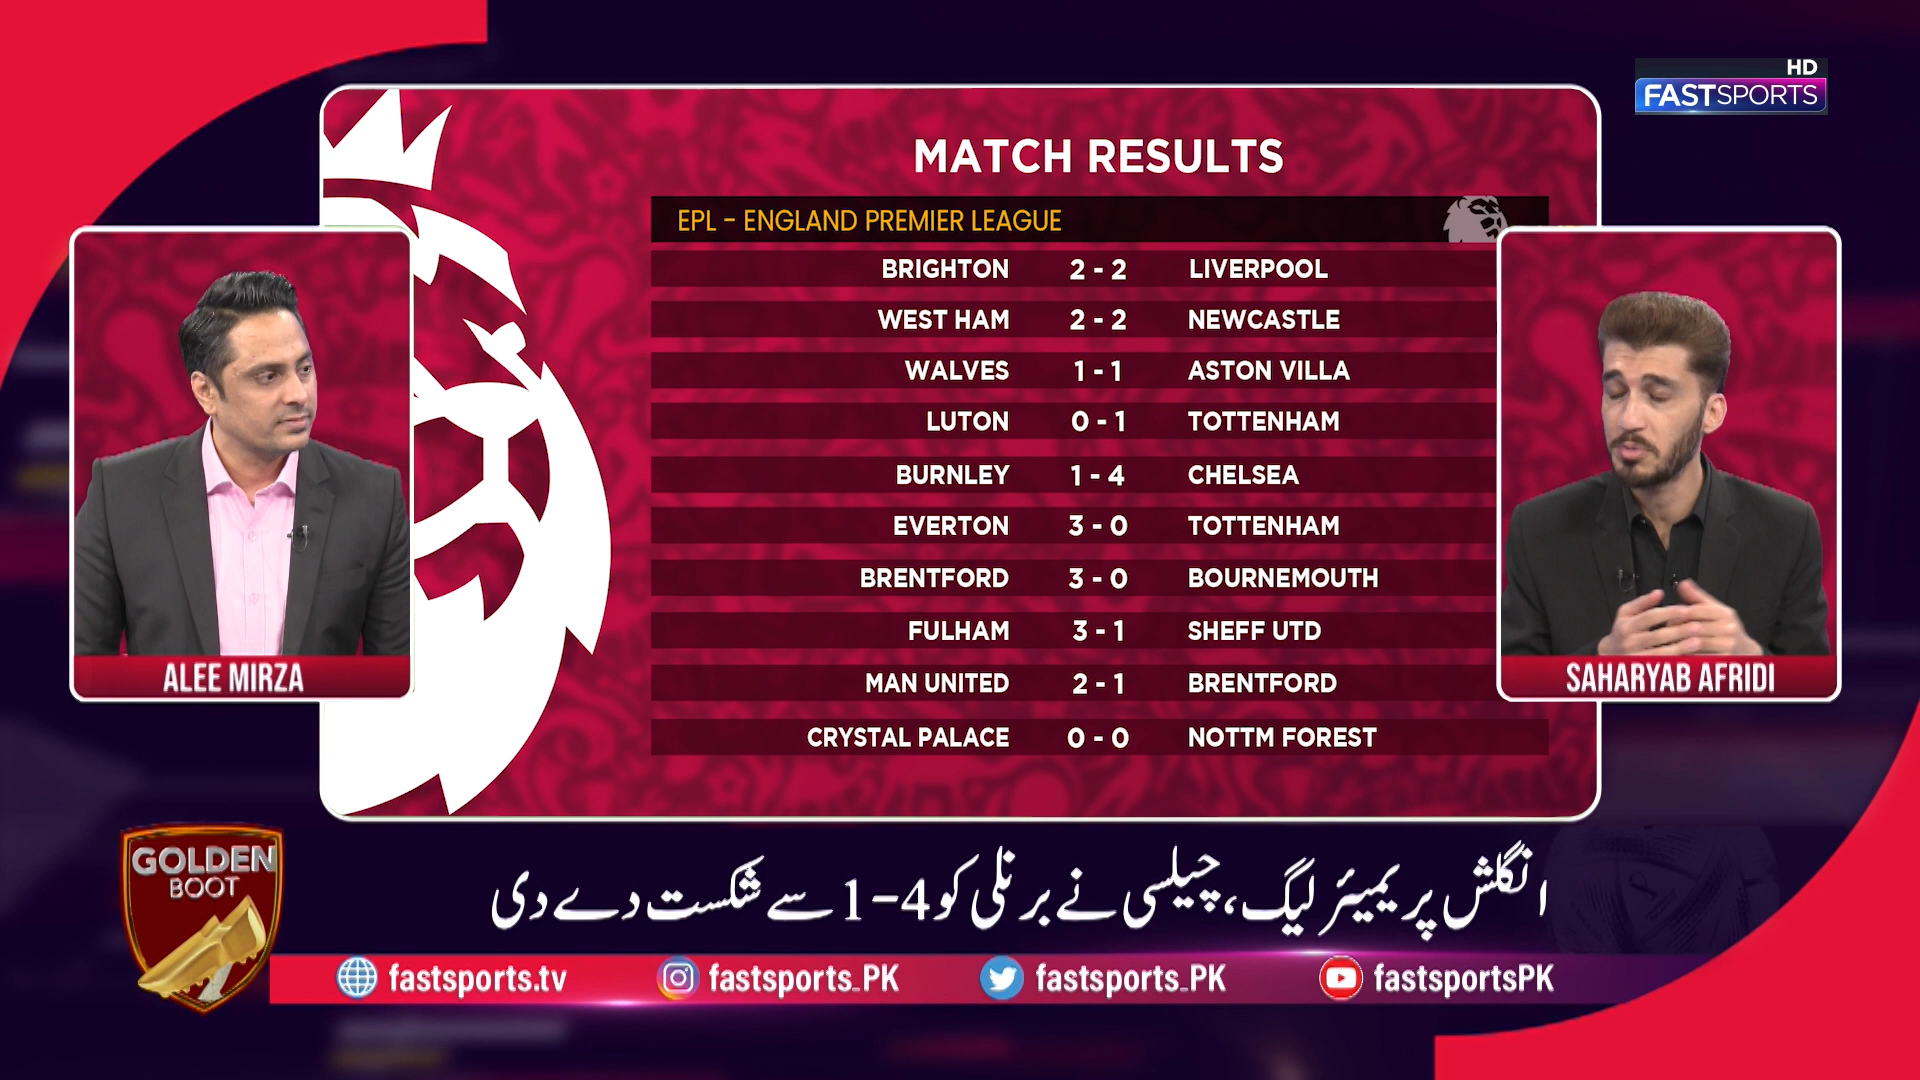 HD
FASTSPORTS
MATCH RESULTS
EPL - ENGLAND PREMIER LEAGUE
BRIGHTON 2 - 2 LIVERPOOL
WEST HAM 2 - 2 NEWCASTLE
WALVES 1 - 1 ASTON VILLA
LUTON 0 - 1 TOTTENHAM
BURNLEY 1 - 4 CHELSEA
EVERTON 3 - 0 TOTTENHAM
BRENTFORD 3 - 0 BOURNEMOUTH
FULHAM 3 - 1 SHEFF UTD
MAN UNITED 2 - 1 BRENTFORD
CRYSTAL PALACE 0 - 0 NOTTM FOREST
ALEE MIRZA
SAHARYAB AFRIDI
GOLDEN
BOOT
انگلش پریمیئر لیگ، چیلسی نے برنلی کو 4-1 سے شکست دے دی
fastsports.tv fastsports_PK fastsports_PK fastsportsPK